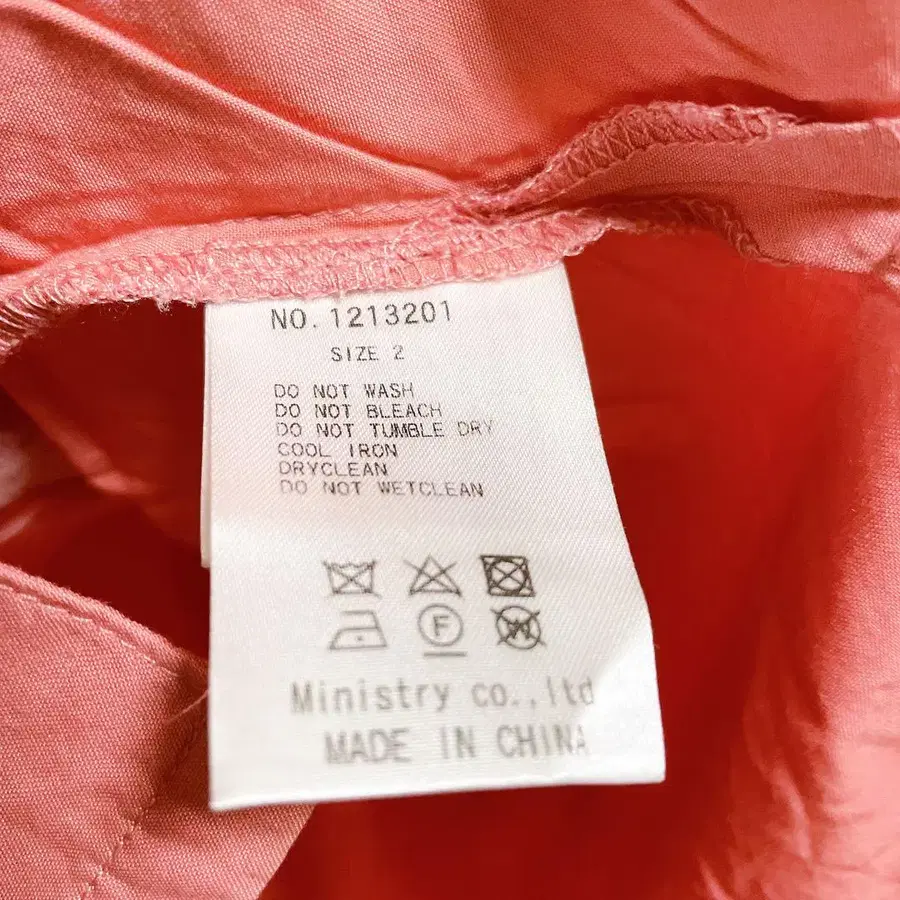 NO. 1213201
SIZE 2
DO NOT WASH
DO NOT BLEACH
DO NOT TUMBLE DRY
COOL IRON
DRYCLEAN
DO NOT WETCLEAN
F W
Ministry co.,ltd
MADE IN CHINA